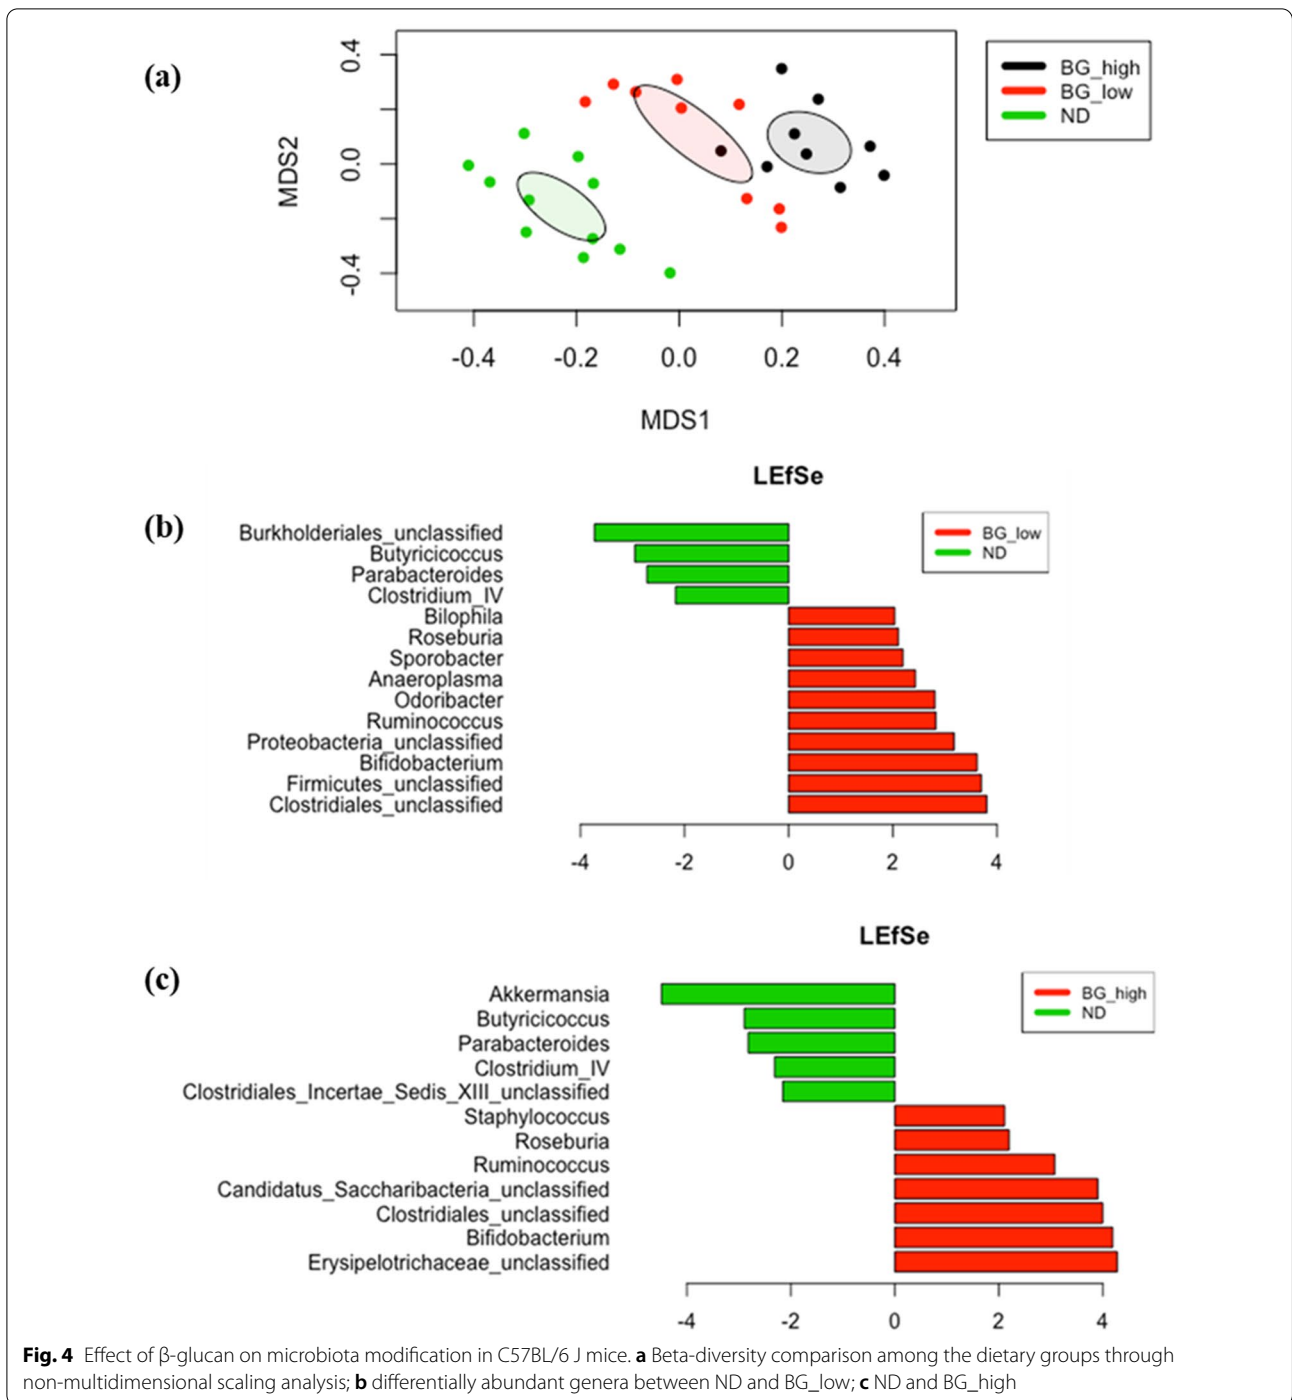 (a)
0.4
0.0
-0.4
MDS2
BG_high
BG_low
ND
-0.4 -0.2 0.0 0.2 0.4
MDS1
LEfSe
(b)
BG_low
ND
Burkholderiales_unclassified
Butyricicoccus
Parabacteroides
Clostridium_IV
Bilophila
Roseburia
Sporobacter
Anaeroplasma
Odoribacter
Ruminococcus
Proteobacteria_unclassified
Bifidobacterium
Firmicutes_unclassified
Clostridiales_unclassified
-4 -2 0 2 4
LEfSe
(c)
BG_high
ND
Akkermansia
Butyricicoccus
Parabacteroides
Clostridium_IV
Clostridiales_Incertae_Sedis_XIII_unclassified
Staphylococcus
Roseburia
Ruminococcus
Candidatus_Saccharibacteria_unclassified
Clostridiales_unclassified
Bifidobacterium
Erysipelotrichaceae_unclassified
-4 -2 0 2 4
Fig. 4 Effect of β-glucan on microbiota modification in C57BL/6 J mice. a Beta-diversity comparison among the dietary groups through
non-multidimensional scaling analysis; b differentially abundant genera between ND and BG_low; c ND and BG_high